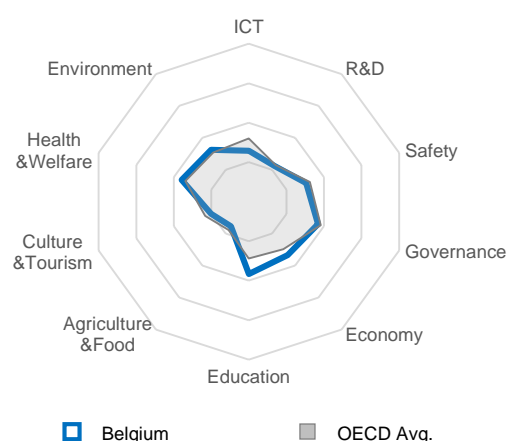 ICT
Environment
R&D
Health
&Welfare
Safety
Culture
&Tourism
Governance
Agriculture
&Food
Economy
Education
Belgium
OECD Avg.